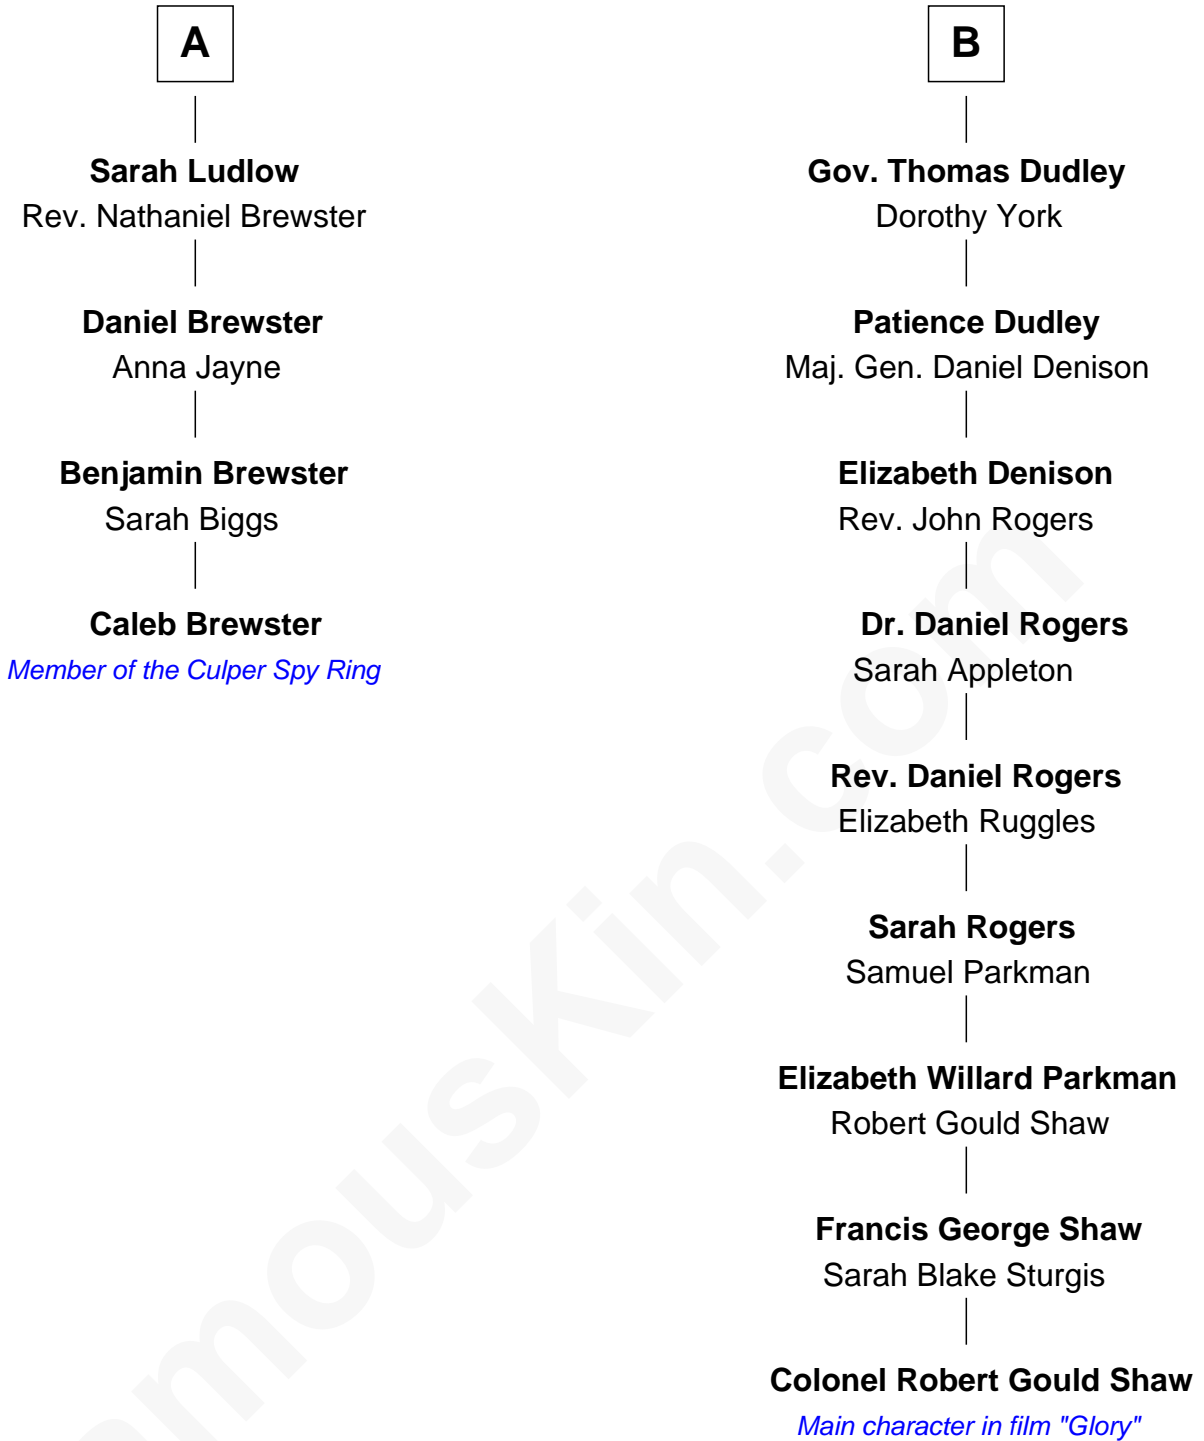 A
Sarah Ludlow
Rev. Nathaniel Brewster
Daniel Brewster
Anna Jayne
Benjamin Brewster
Sarah Biggs
Caleb Brewster
Member of the Culper Spy Ring
B
Gov. Thomas Dudley
Dorothy York
Patience Dudley
Maj. Gen. Daniel Denison
Elizabeth Denison
Rev. John Rogers
Dr. Daniel Rogers
Sarah Appleton
Rev. Daniel Rogers
Elizabeth Ruggles
Sarah Rogers
Samuel Parkman
Elizabeth Willard Parkman
Robert Gould Shaw
Francis George Shaw
Sarah Blake Sturgis
Colonel Robert Gould Shaw
Main character in film "Glory"
amouskin.com